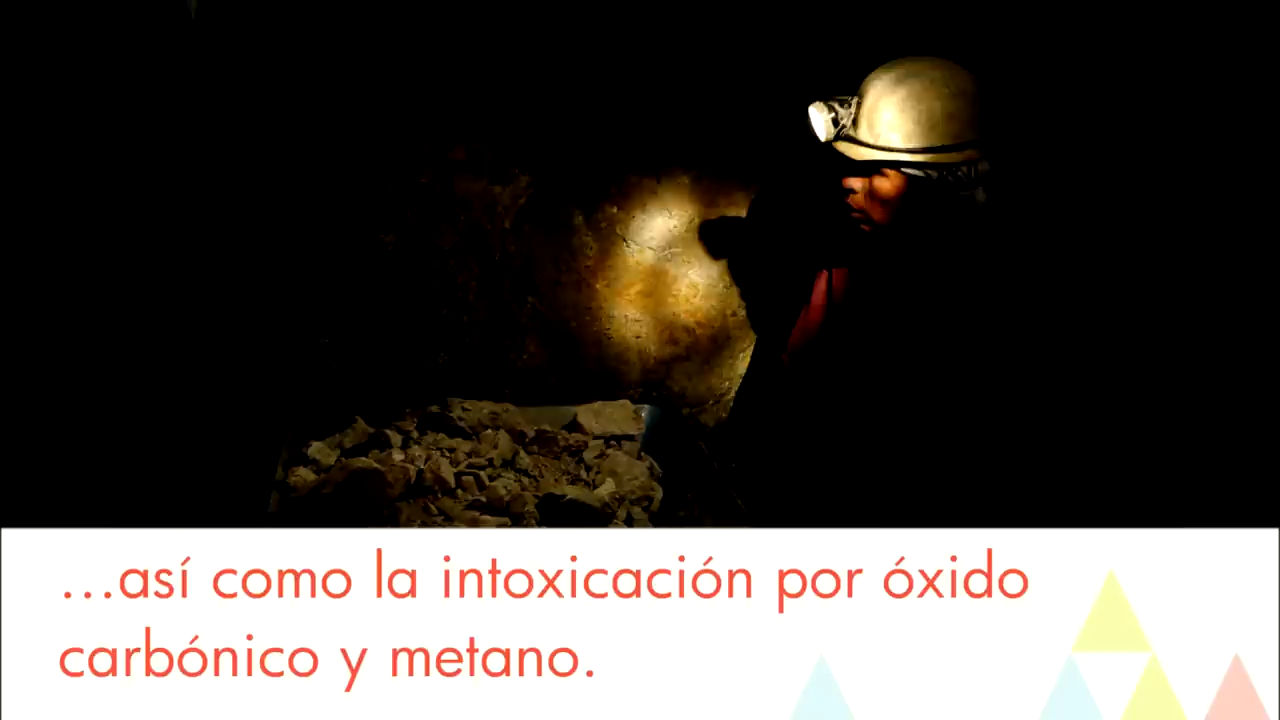 ...así como la intoxicación por óxido
carbónico y metano.